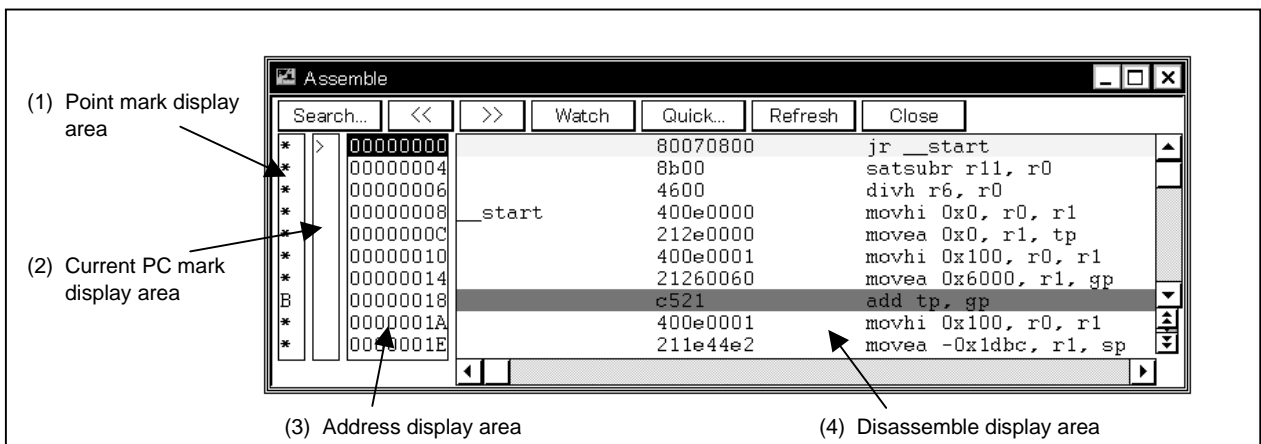 Assemble
(1) Point mark display area
Search... << >> Watch Quick... Refresh Close
* > 00000000 80070800 jr __start
* 00000004 8b00 satsubr r11, r0
* 00000006 4600 divh r6, r0
* 00000008 __start 400e0000 movhi 0x0, r0, r1
* 0000000C 212e0000 movea 0x0, r1, tp
(2) Current PC mark display area
* 00000010 400e0001 movhi 0x100, r0, r1
* 00000014 21260060 movea 0x6000, r1, gp
B 00000018 c521 add tp, gp
* 0000001A 400e0001 movhi 0x100, r0, r1
* 0000001E 211e44e2 movea -0x1dbc, r1, sp
(3) Address display area
(4) Disassemble display area